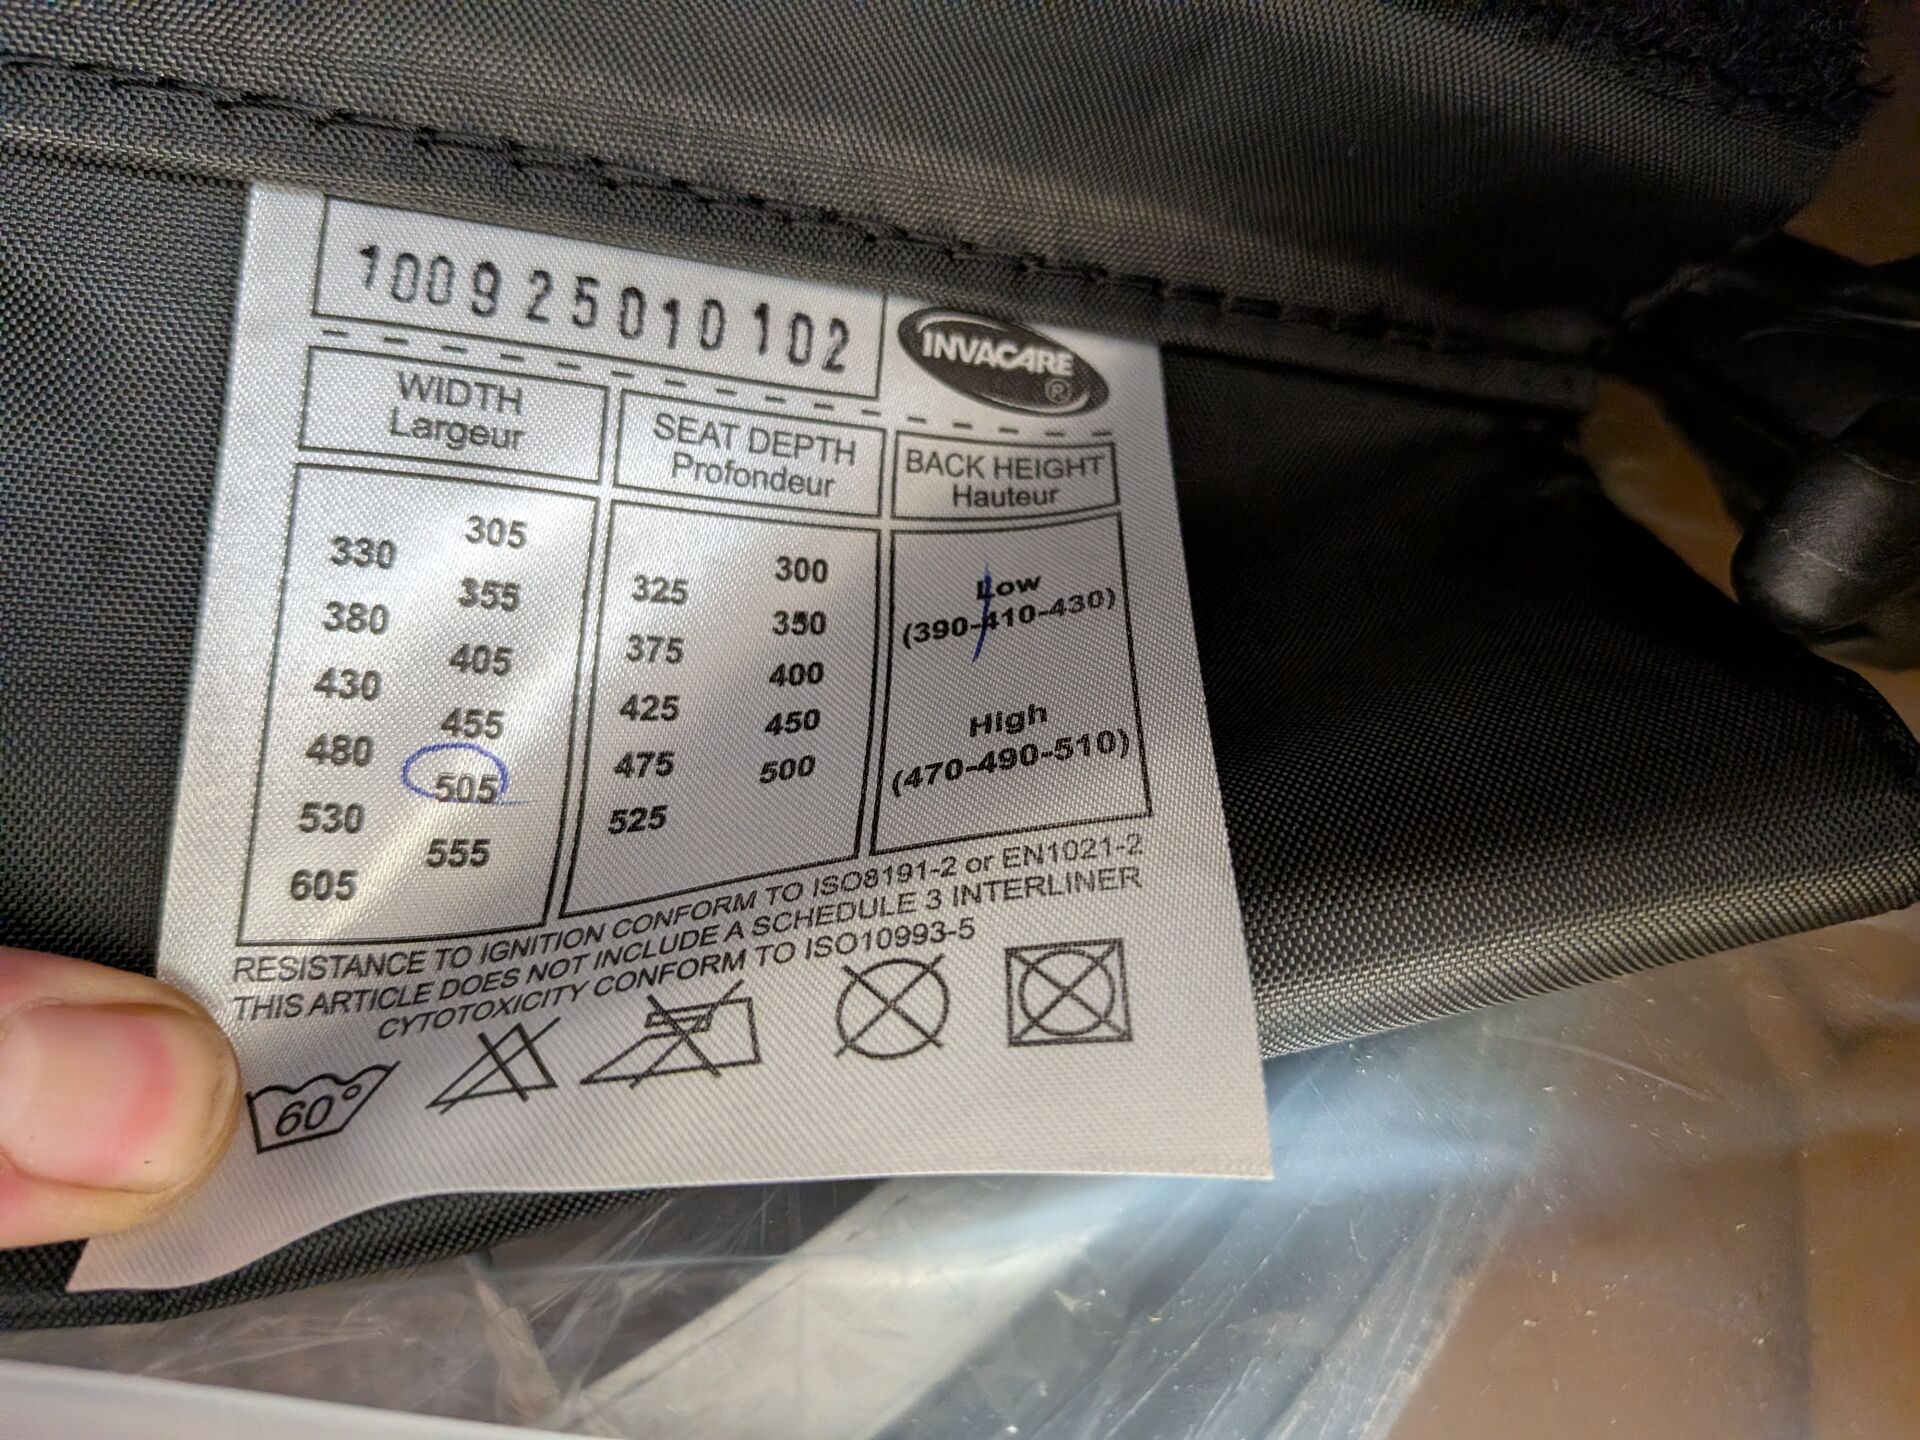 100925010102
INVACARE
®
WIDTH
Largeur
SEAT DEPTH
Profondeur
BACK HEIGHT
Hauteur
305
330
355
380
405
430
455
480
505
530
555
605
300
325
350
375
400
425
450
475
500
525
Low
(390-410-430)
High
(470-490-510)
RESISTANCE TO IGNITION CONFORM TO ISO8191-2 or EN1021-2
THIS ARTICLE DOES NOT INCLUDE A SCHEDULE 3 INTERLINER
CYTOTOXICITY CONFORM TO ISO10993-5
60°